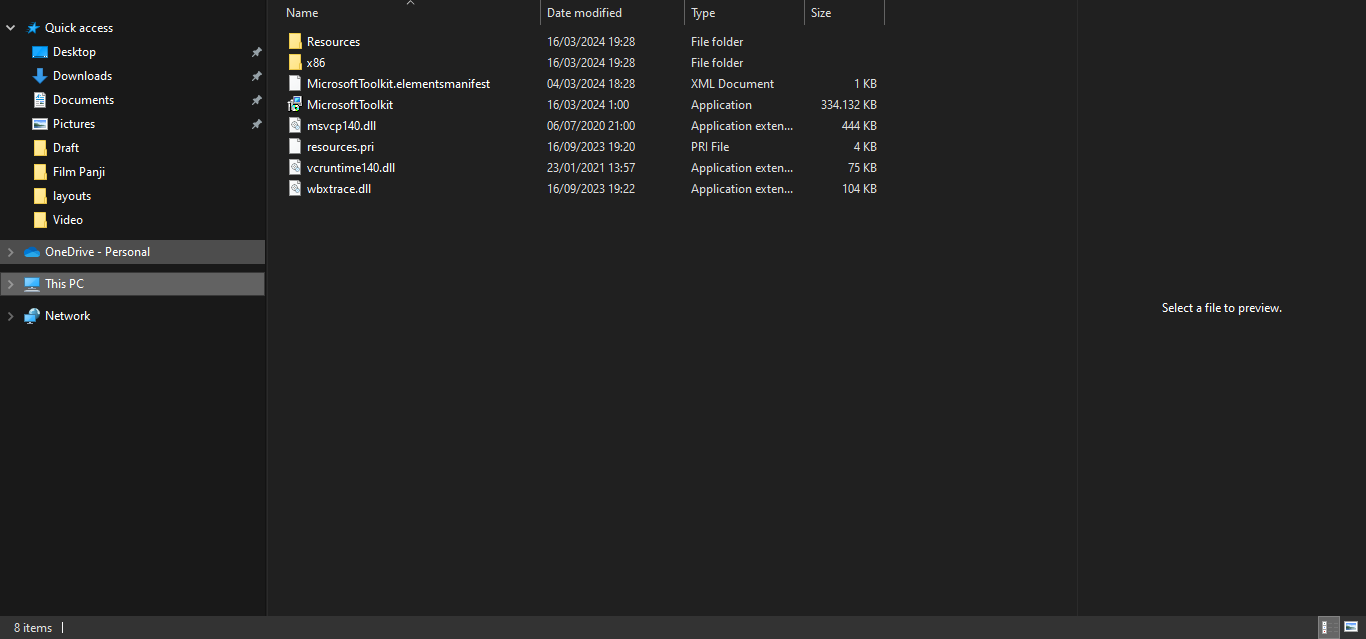 Name Date modified Type Size
Quick access
Desktop
Downloads
Documents
Pictures
Draft
Film Panji
layouts
Video
OneDrive - Personal
This PC
Network
Resources 16/03/2024 19:28 File folder
x86 16/03/2024 19:28 File folder
MicrosoftToolkit.elementsmanifest 04/03/2024 18:28 XML Document 1 KB
MicrosoftToolkit 16/03/2024 1:00 Application 334.132 KB
msvcp140.dll 06/07/2020 21:00 Application exten... 444 KB
resources.pri 16/09/2023 19:20 PRI File 4 KB
vcruntime140.dll 23/01/2021 13:57 Application exten... 75 KB
wbxtrace.dll 16/09/2023 19:22 Application exten... 104 KB
Select a file to preview.
8 items